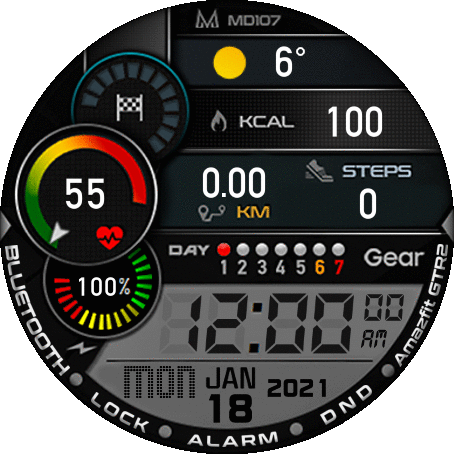 MD107
6°
KCAL 100
55
0.00
KM
STEPS
0
DAY
1 2 3 4 5 6 7
Gear
100%
12:00 00
AM
MON JAN 18 2021
BLUETOOTH
LOCK
ALARM
DND
Amazfit GTR2